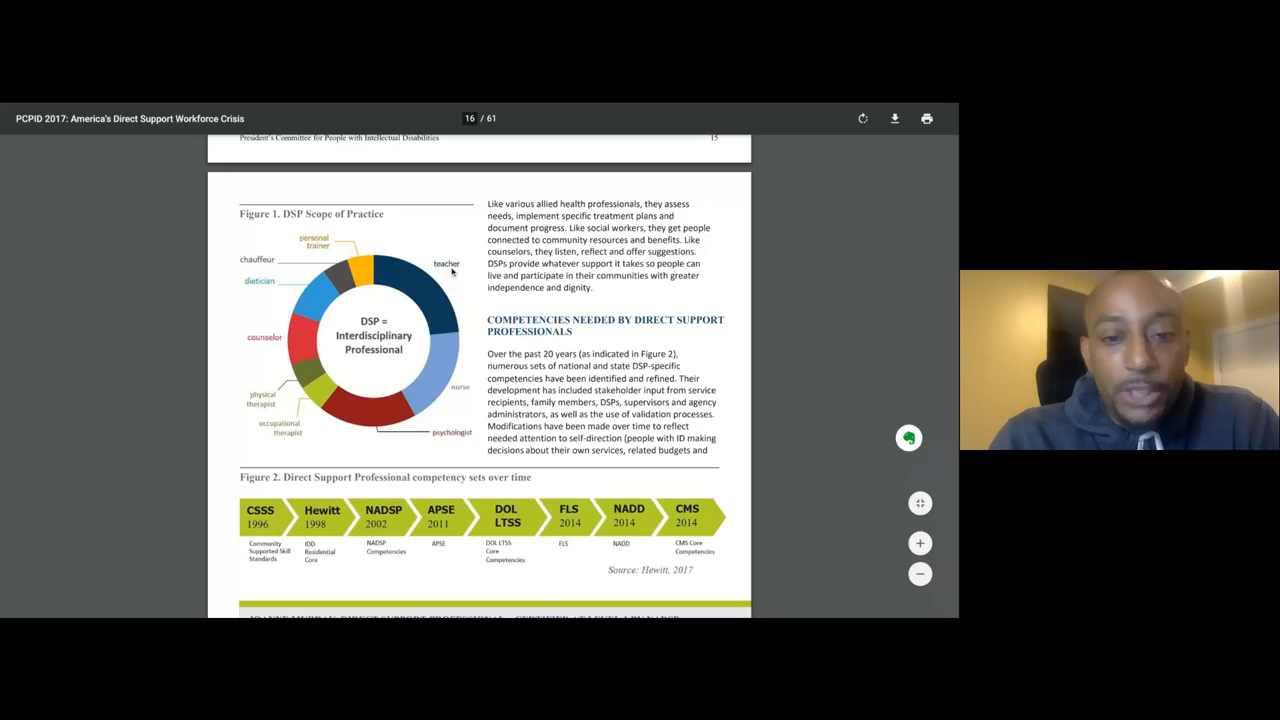 PCPID 2017: America's Direct Support Workforce Crisis
16 / 61
President's Committee for People with Intellectual Disabilities
15
Figure 1. DSP Scope of Practice
personal
trainer
chauffeur
teacher
dietician
DSP =
Interdisciplinary
Professional
counselor
nurse
physical
therapist
occupational
therapist
psychologist
Like various allied health professionals, they assess
needs, implement specific treatment plans and
document progress. Like social workers, they get people
connected to community resources and benefits. Like
counselors, they listen, reflect and offer suggestions.
DSPs provide whatever support it takes so people can
live and participate in their communities with greater
independence and dignity.
COMPETENCIES NEEDED BY DIRECT SUPPORT
PROFESSIONALS
Over the past 20 years (as indicated in Figure 2),
numerous sets of national and state DSP-specific
competencies have been identified and refined. Their
development has included stakeholder input from service
recipients, family members, DSPs, supervisors and agency
administrators, as well as the use of validation processes.
Modifications have been made over time to reflect
needed attention to self-direction (people with ID making
decisions about their own services, related budgets and
Figure 2. Direct Support Professional competency sets over time
CSSS
1996
Hewitt
1998
NADSP
2002
APSE
2011
DOL
LTSS
FLS
2014
NADD
2014
CMS
2014
Community
Supported Skill
Standards
IDD
Residential
Core
NADSP
Competencies
APSE
DOL LTSS
Core
Competencies
FLS
NADD
CMS Core
Competencies
Source: Hewitt, 2017